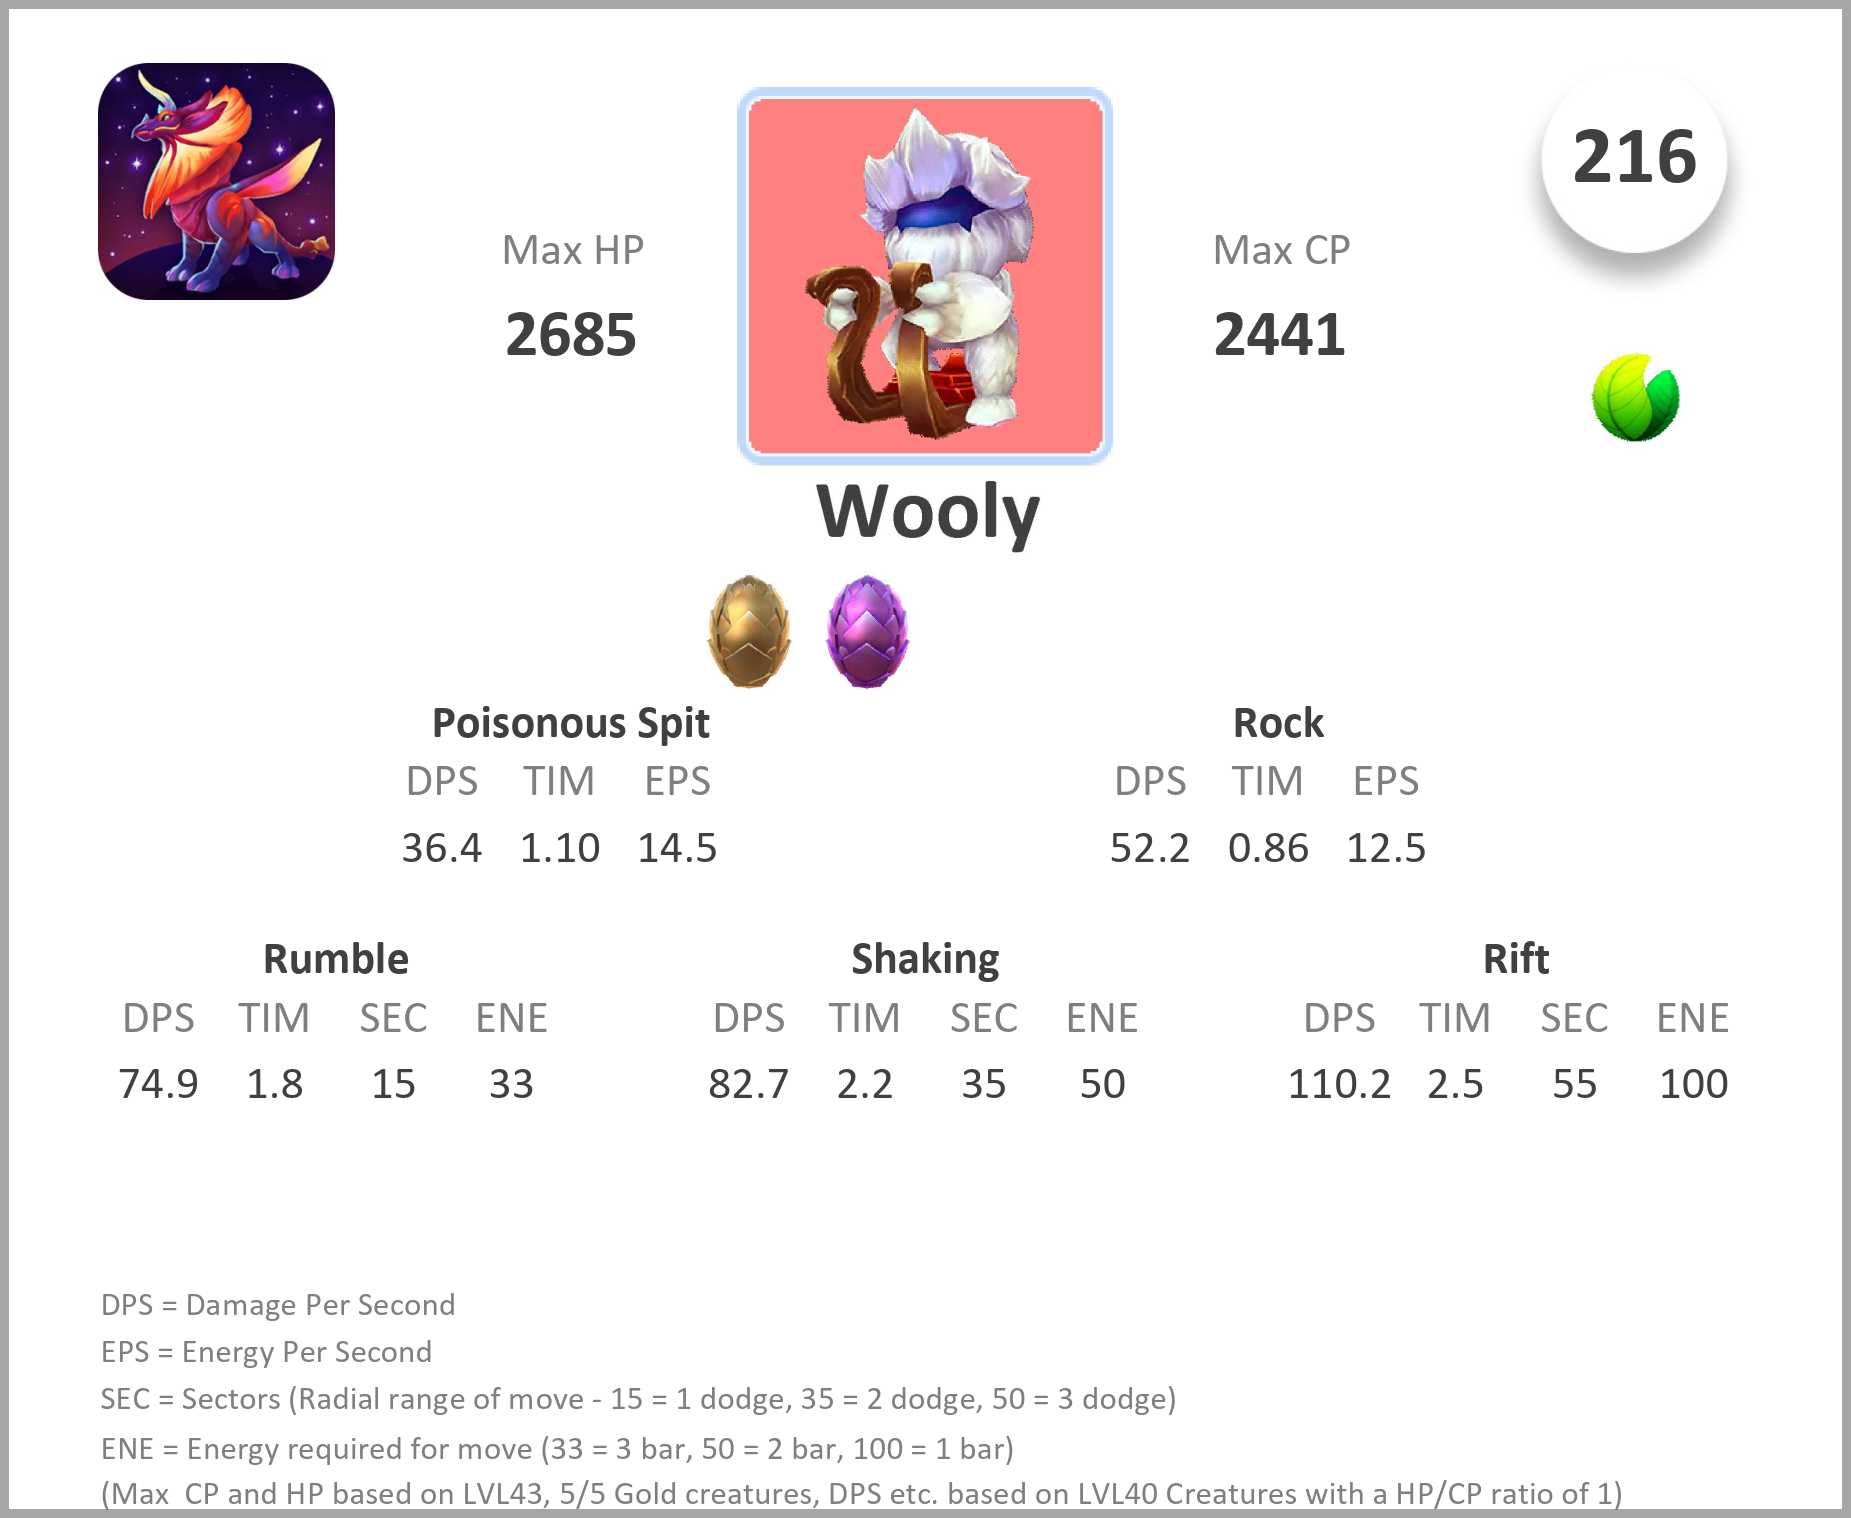 216
Max HP
Max CP
2685
2441
Wooly
Poisonous Spit
Rock
DPS TIM EPS
DPS TIM EPS
36.4 1.10 14.5
52.2 0.86 12.5
Rumble
Shaking
Rift
DPS TIM SEC ENE
DPS TIM SEC ENE
DPS TIM SEC ENE
74.9 1.8 15 33
82.7 2.2 35 50
110.2 2.5 55 100
DPS = Damage Per Second
EPS = Energy Per Second
SEC = Sectors (Radial range of move - 15 = 1 dodge, 35 = 2 dodge, 50 = 3 dodge)
ENE = Energy required for move (33 = 3 bar, 50 = 2 bar, 100 = 1 bar)
(Max  CP and HP based on LVL43, 5/5 Gold creatures, DPS etc. based on LVL40 Creatures with a HP/CP ratio of 1)